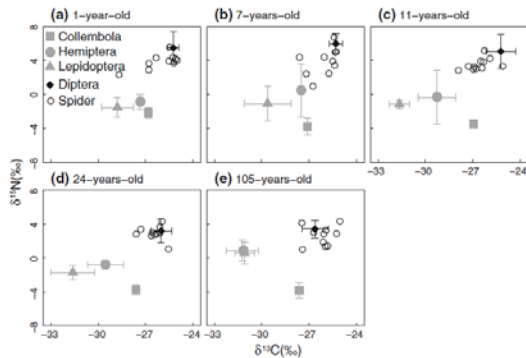 (a) 1-year-old
(b) 7-years-old
(c) 11-years-old
Collembola
Hemiptera
Lepidoptera
Diptera
Spider
8
4
0
−4
−8
−33 −30 −27 −24
(d) 24-years-old
(e) 105-years-old
8
4
0
−4
−8
−33 −30 −27 −24
−33 −30 −27 −24
δ¹⁵N(‰)
δ¹³C(‰)